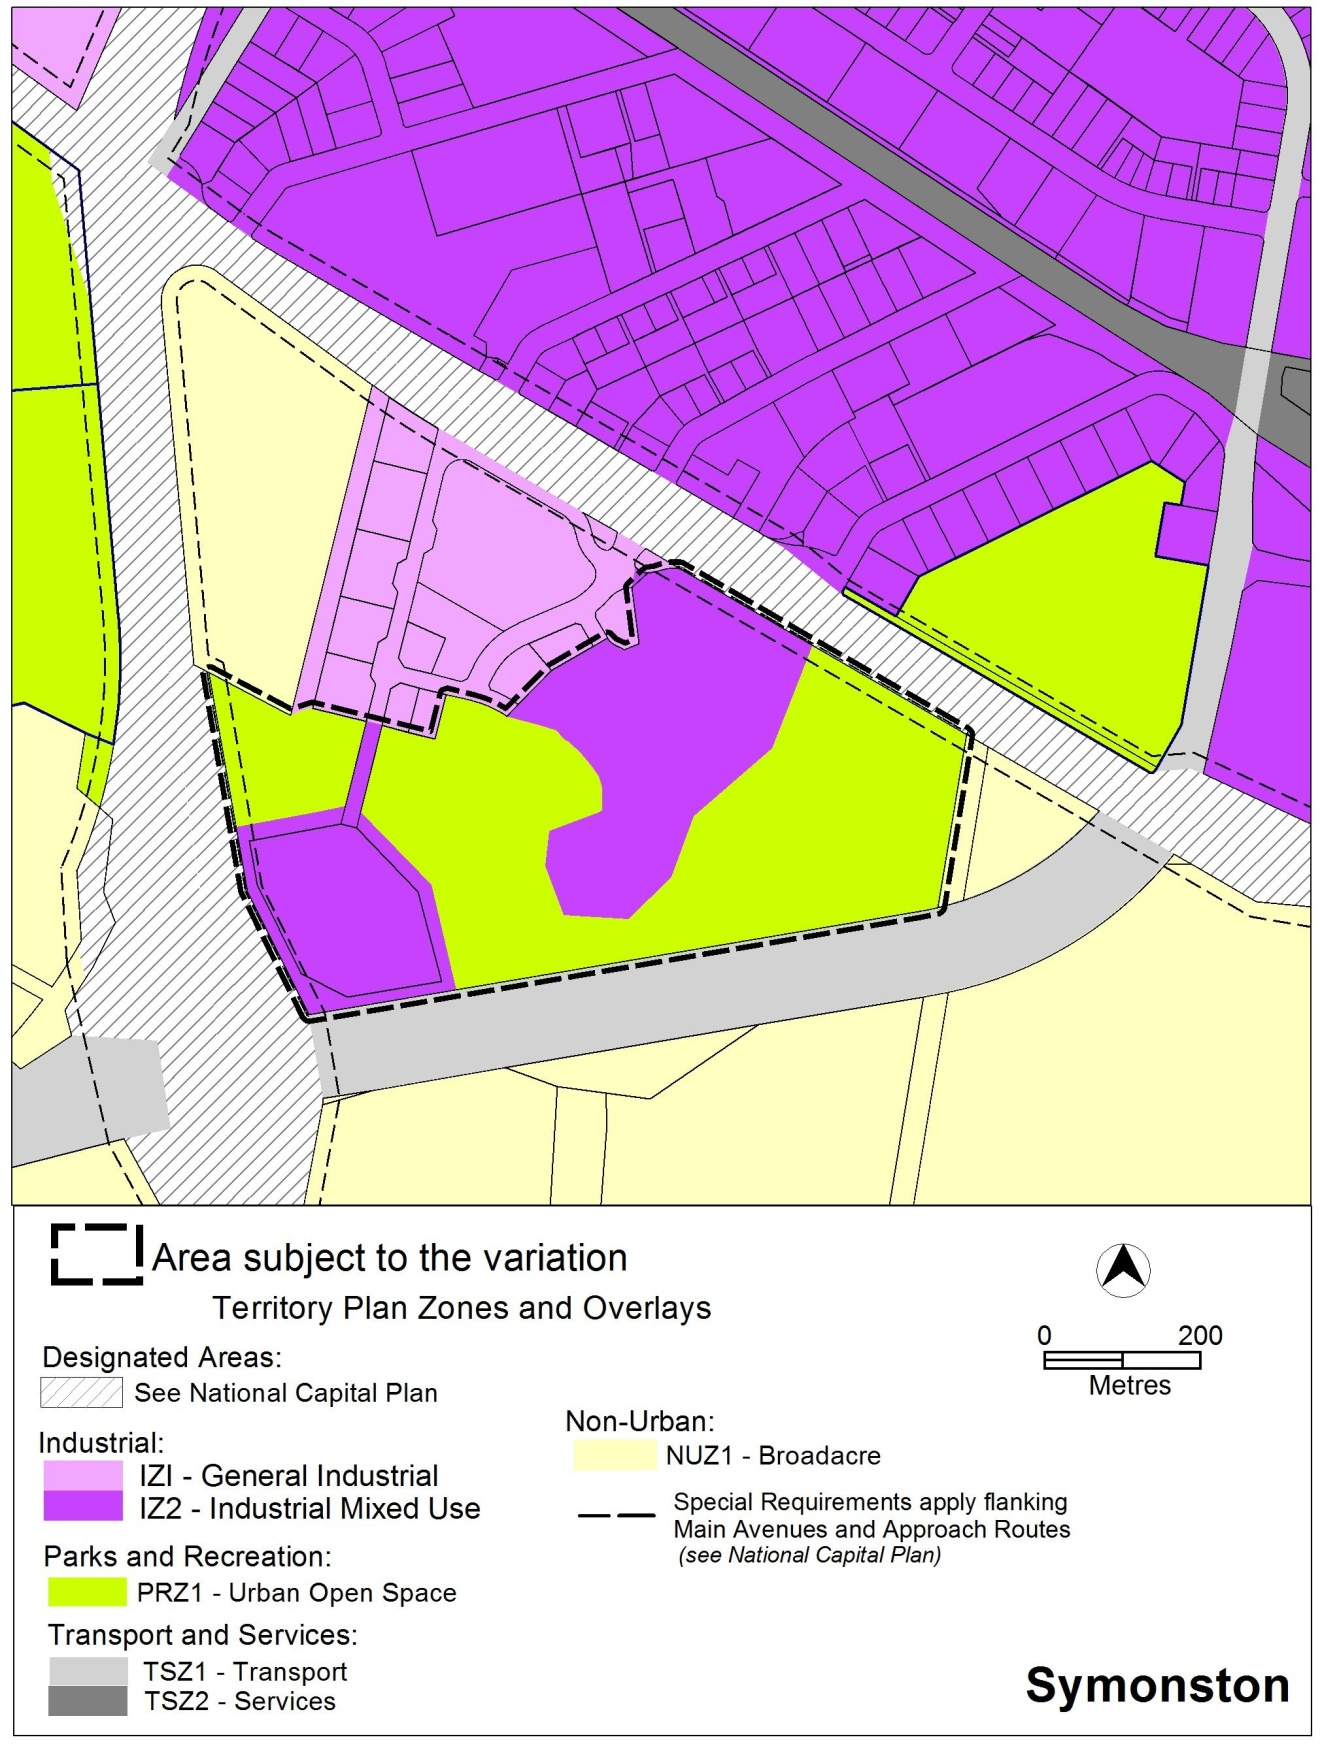 Area subject to the variation
Territory Plan Zones and Overlays
Designated Areas:
See National Capital Plan
Industrial:
IZI - General Industrial
IZ2 - Industrial Mixed Use
Parks and Recreation:
PRZ1 - Urban Open Space
Transport and Services:
TSZ1 - Transport
TSZ2 - Services
Non-Urban:
NUZ1 - Broadacre
Special Requirements apply flanking
Main Avenues and Approach Routes
(see National Capital Plan)
0 200
Metres
Symonston